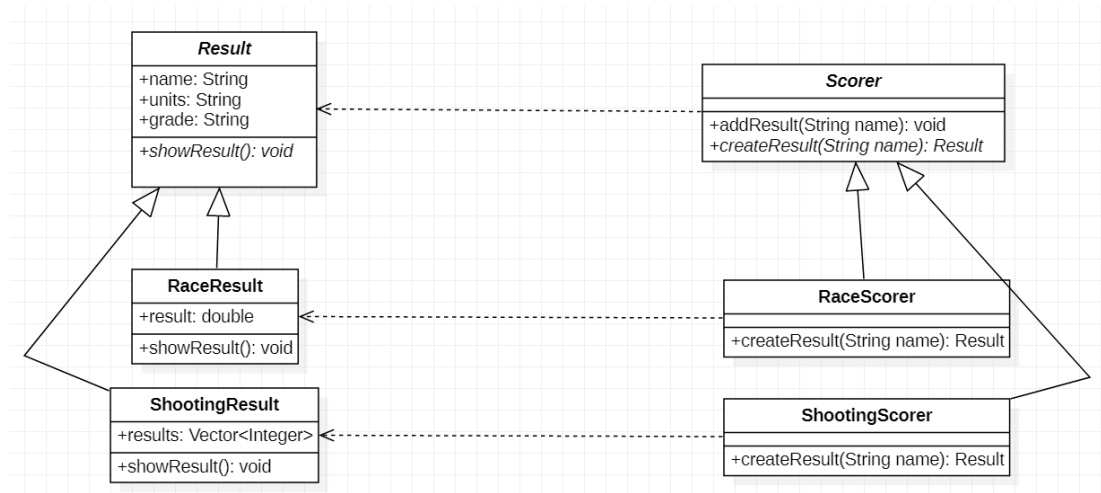 Result
+name: String
+units: String
+grade: String
+showResult(): void
Scorer
+addResult(String name): void
+createResult(String name): Result
RaceResult
+result: double
+showResult(): void
RaceScorer
+createResult(String name): Result
ShootingResult
+results: Vector<Integer>
+showResult(): void
ShootingScorer
+createResult(String name): Result